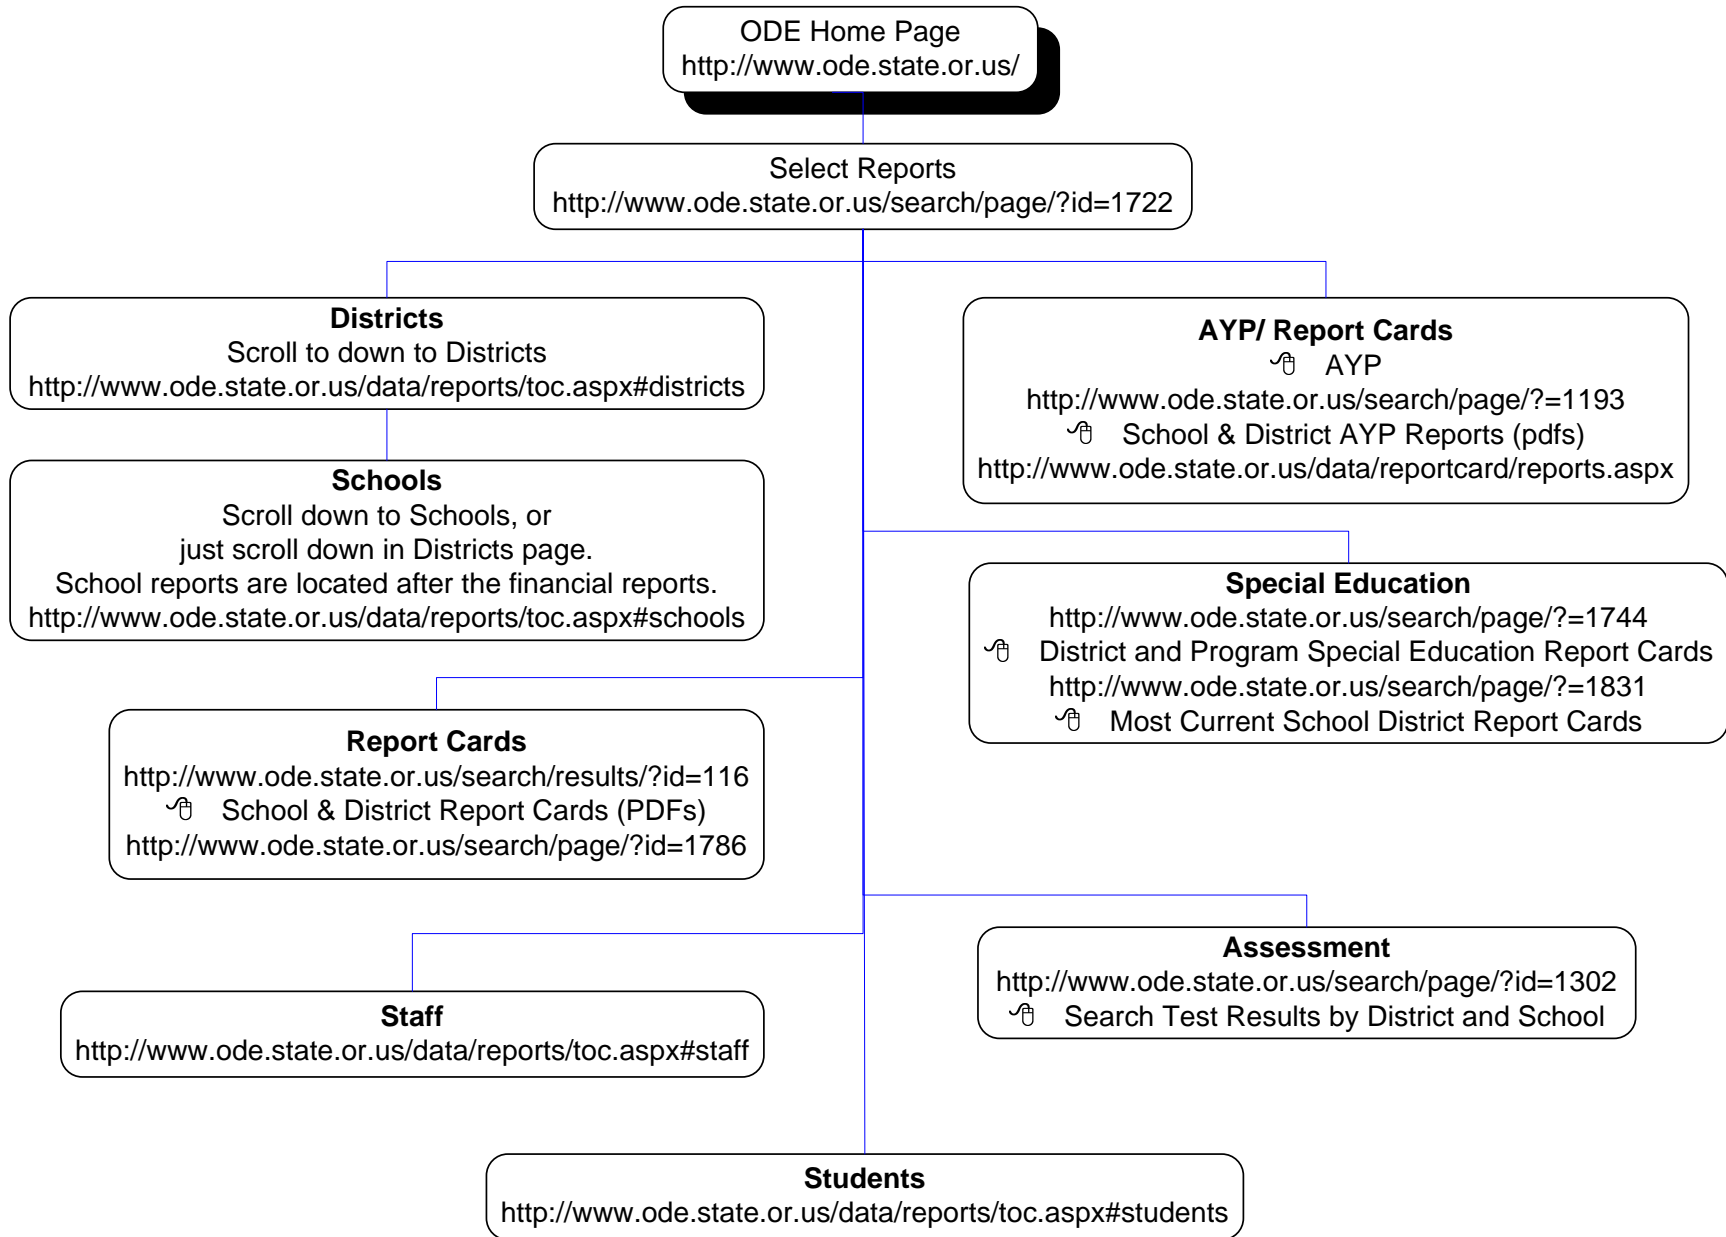 ODE Home Page
http://www.ode.state.or.us/
Select Reports
http://www.ode.state.or.us/search/page/?id=1722
Districts
Scroll to down to Districts
http://www.ode.state.or.us/data/reports/toc.aspx#districts
AYP/ Report Cards
AYP
http://www.ode.state.or.us/search/page/?=1193
School & District AYP Reports (pdfs)
http://www.ode.state.or.us/data/reportcard/reports.aspx
Schools
Scroll down to Schools, or
just scroll down in Districts page.
School reports are located after the financial reports.
http://www.ode.state.or.us/data/reports/toc.aspx#schools
Special Education
http://www.ode.state.or.us/search/page/?=1744
District and Program Special Education Report Cards
http://www.ode.state.or.us/search/page/?=1831
Most Current School District Report Cards
Report Cards
http://www.ode.state.or.us/search/results/?id=116
School & District Report Cards (PDFs)
http://www.ode.state.or.us/search/page/?id=1786
Assessment
http://www.ode.state.or.us/search/page/?id=1302
Search Test Results by District and School
Staff
http://www.ode.state.or.us/data/reports/toc.aspx#staff
Students
http://www.ode.state.or.us/data/reports/toc.aspx#students